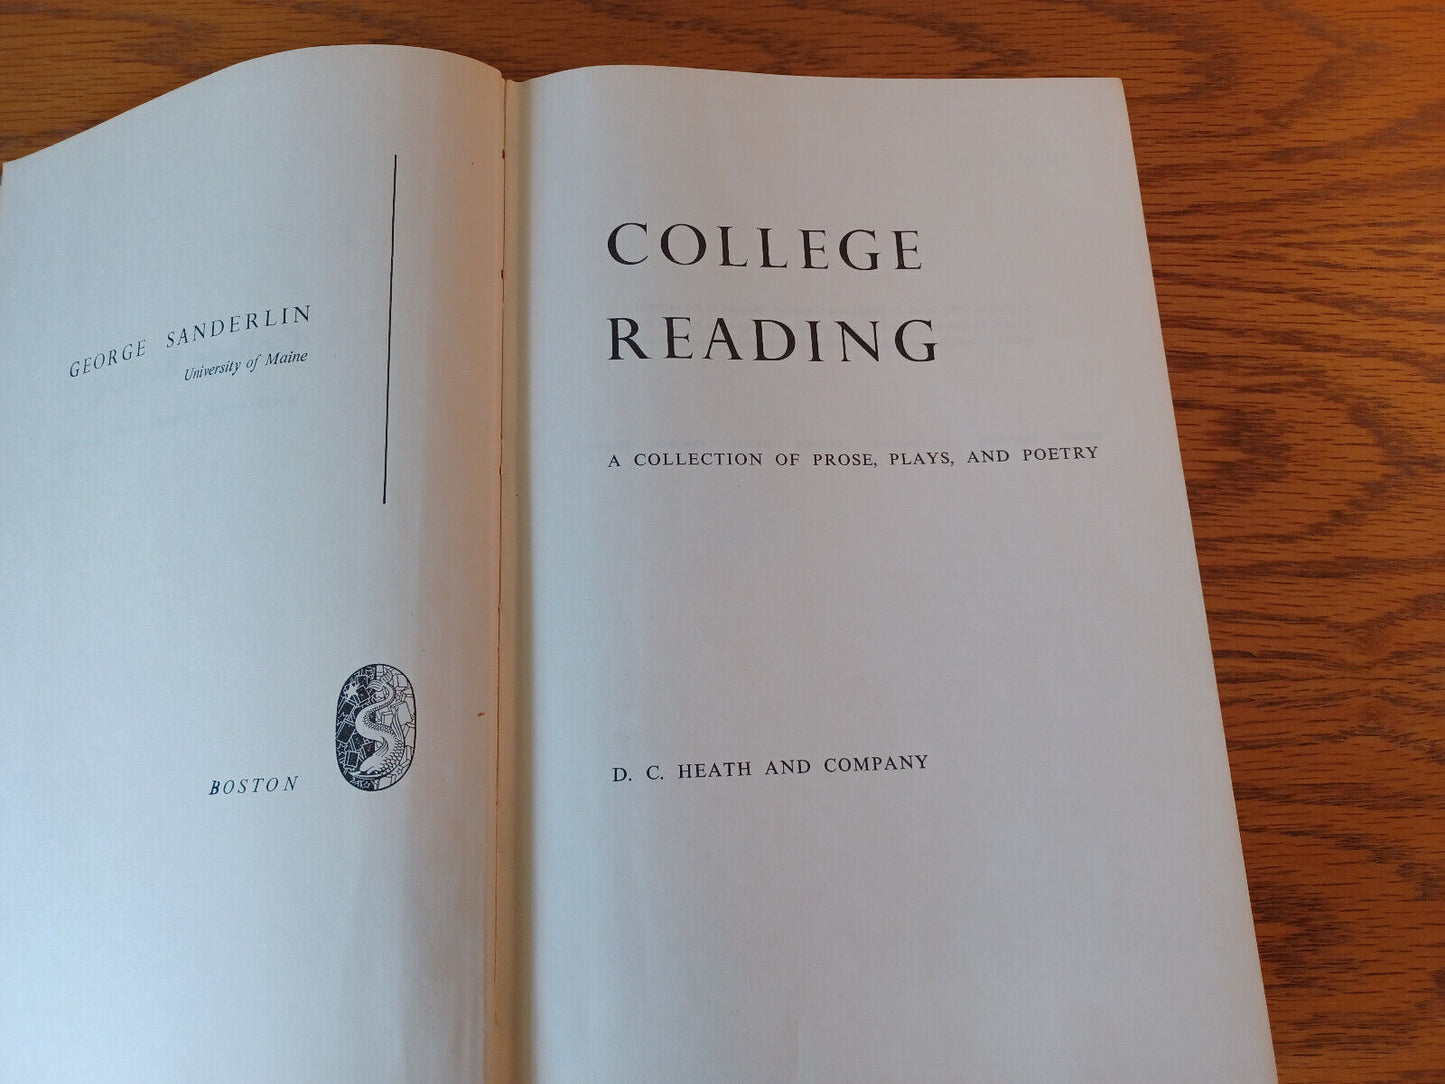 GEORGE SANDERLIN
University of Maine
BOSTON
COLLEGE
READING
A COLLECTION OF PROSE, PLAYS, AND POETRY
D. C. HEATH AND COMPANY